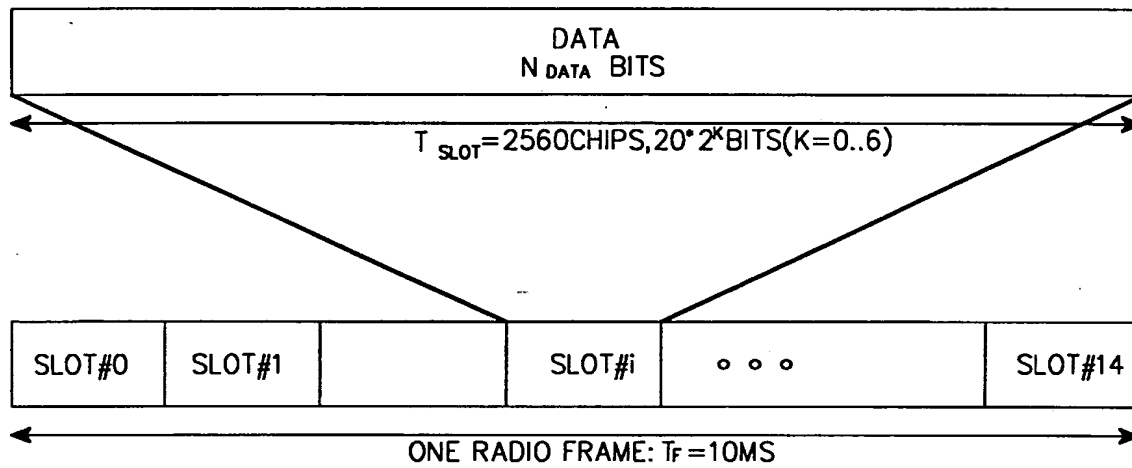 DATA
N DATA BITS
T SLOT=2560CHIPS,20*2^K BITS(K=0..6)
SLOT#0 SLOT#1 SLOT#i ° ° ° SLOT#14
ONE RADIO FRAME: TF=10MS